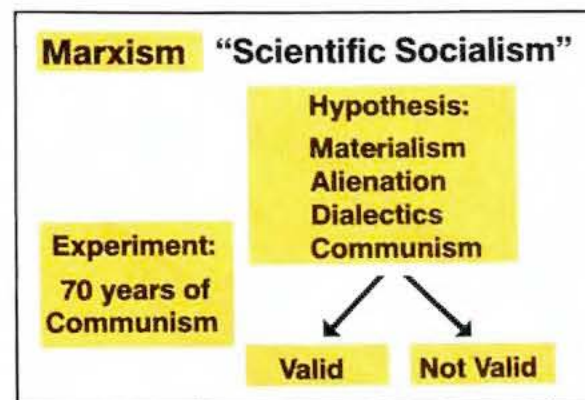 Marxism "Scientific Socialism"
Hypothesis:
Materialism
Alienation
Dialectics
Communism
Experiment:
70 years of
Communism
Valid Not Valid